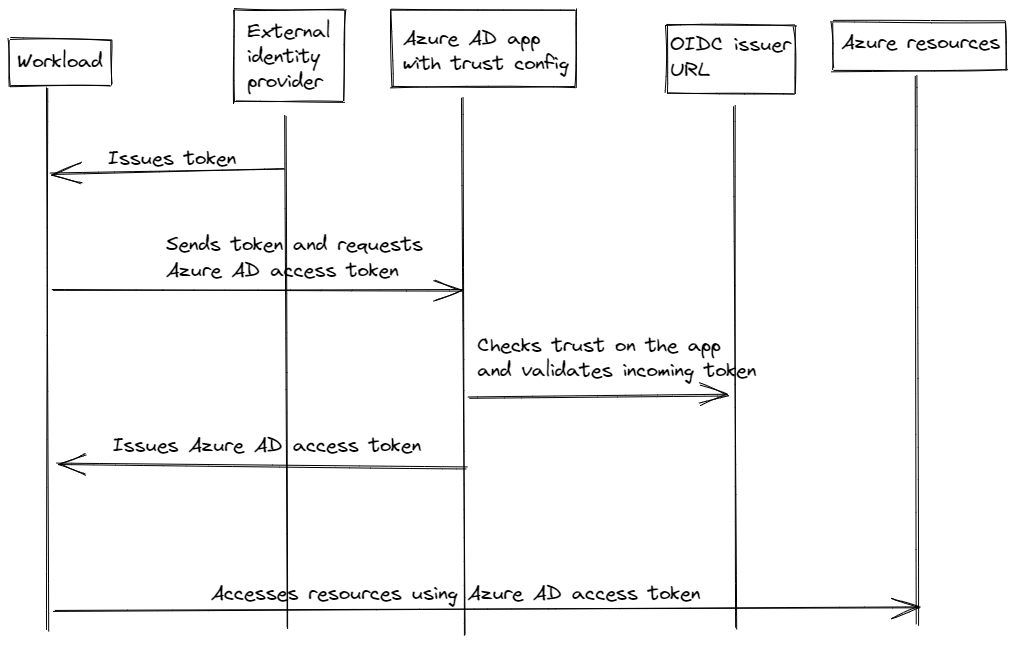 Workload
External
identity
provider
Azure AD app
with trust config
OIDC issuer
URL
Azure resources
Issues token
Sends token and requests
Azure AD access token
Checks trust on the app
and validates incoming token
Issues Azure AD access token
Accesses resources using Azure AD access token